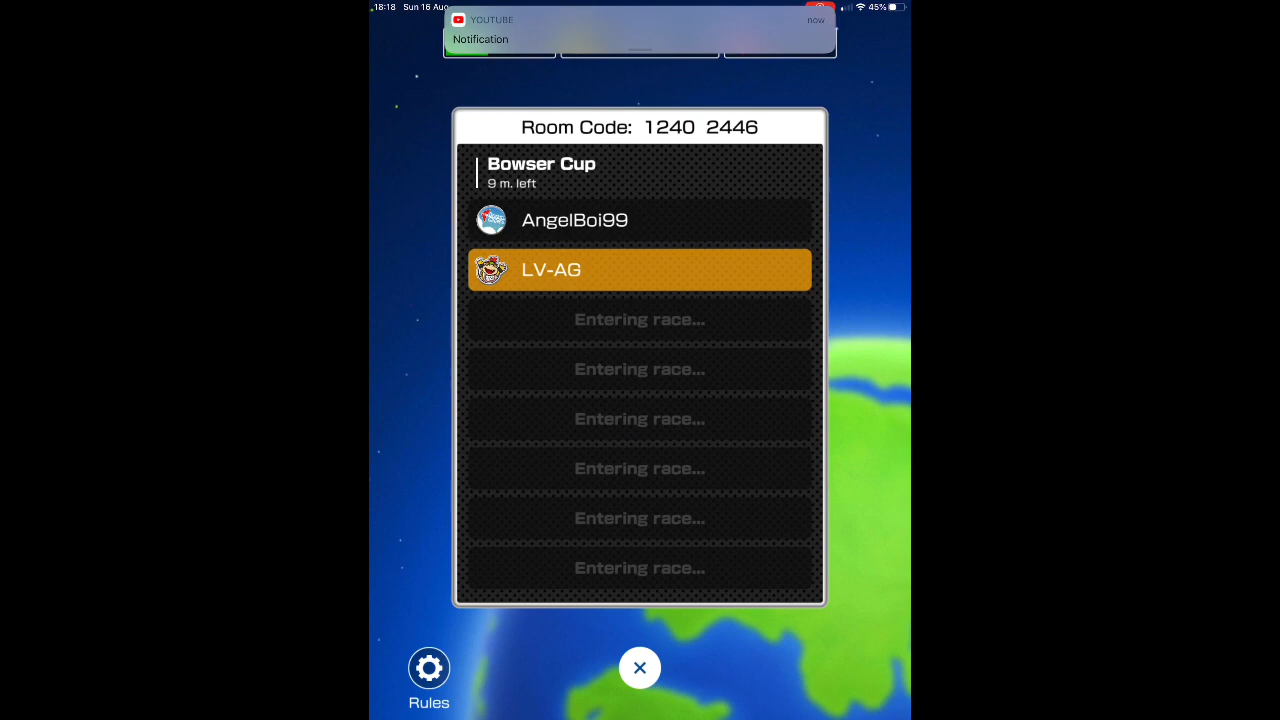 18:18 Sun 16 Aug
45%
YOUTUBE
now
Notification
Room Code: 1240 2446
Bowser Cup
9 m. left
AngelBoi99
LV-AG
Entering race...
Entering race...
Entering race...
Entering race...
Entering race...
Entering race...
Rules